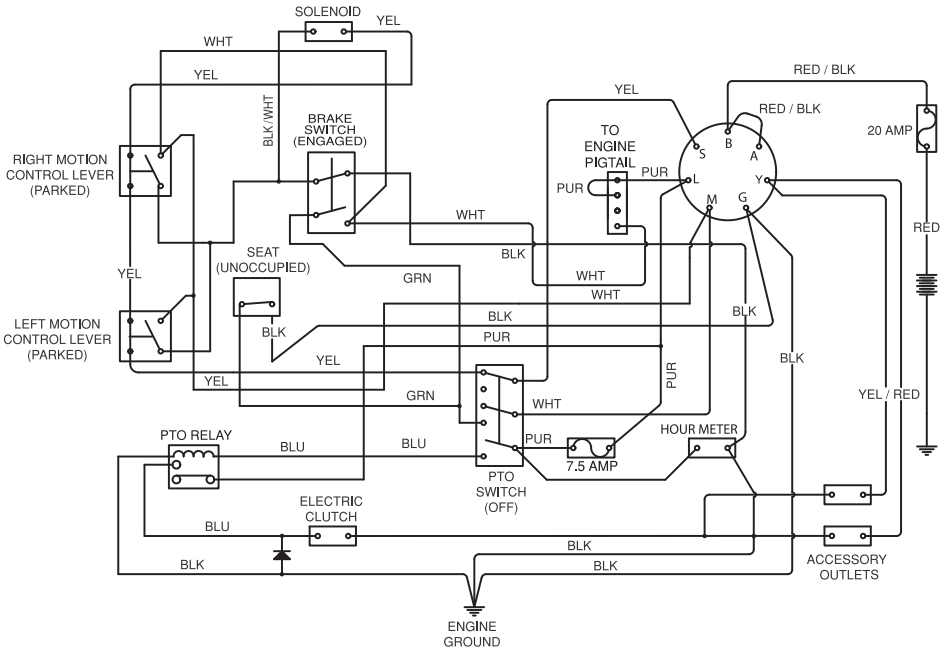 SOLENOID
YEL
WHT
YEL
RED / BLK
BLK / WHT
YEL
RED / BLK
BRAKE
SWITCH
(ENGAGED)
TO
ENGINE
PIGTAIL
20 AMP
B
S
A
RIGHT MOTION
CONTROL LEVER
(PARKED)
PUR
PUR
L
Y
M
G
WHT
RED
SEAT
(UNOCCUPIED)
BLK
YEL
GRN
WHT
WHT
LEFT MOTION
CONTROL LEVER
(PARKED)
BLK
BLK
BLK
PUR
BLK
YEL
PUR
YEL
GRN
WHT
YEL / RED
PTO RELAY
BLU
BLU
PUR
HOUR METER
7.5 AMP
PTO
SWITCH
(OFF)
ELECTRIC
CLUTCH
BLU
BLK
BLK
BLK
ACCESSORY
OUTLETS
ENGINE
GROUND